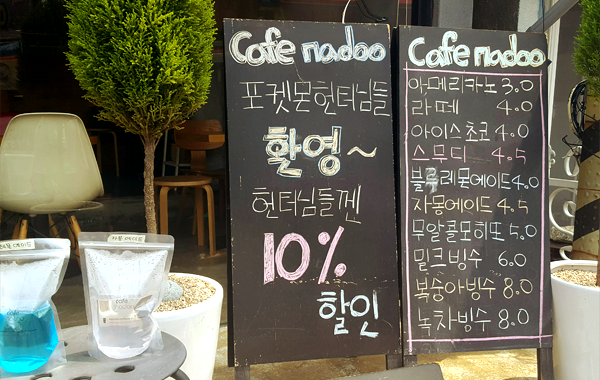 Cafe nadoo
포켓몬헌터님들
환영~
헌터님들껜
10%
할인
Cafe nadoo
아메리카노 3.0
라떼 4.0
아이스쵸코 4.0
스무디 4.5
블루레몬에이드 4.0
자몽에이드 4.5
무알콜모히또 5.0
밀크빙수 6.0
복숭아빙수 8.0
녹차빙수 8.0